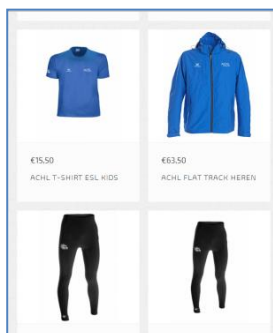 €15,50
ACHL T-SHIRT ESL KIDS
€63,50
ACHL FLAT TRACK HEREN